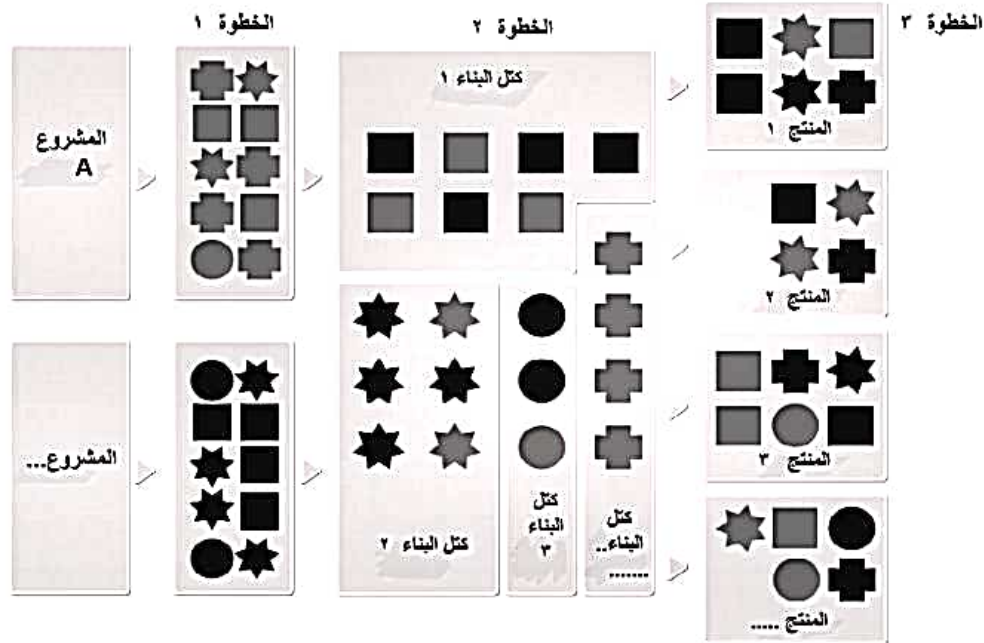 الخطوة ١
الخطوة ٢
الخطوة ٣
المشروع
A
المشروع...
كتل البناء ١
كتل البناء ٢
كتل
البناء
٣
كتل
البناء..
.......
المنتج ١
المنتج ٢
المنتج ٣
المنتج .....